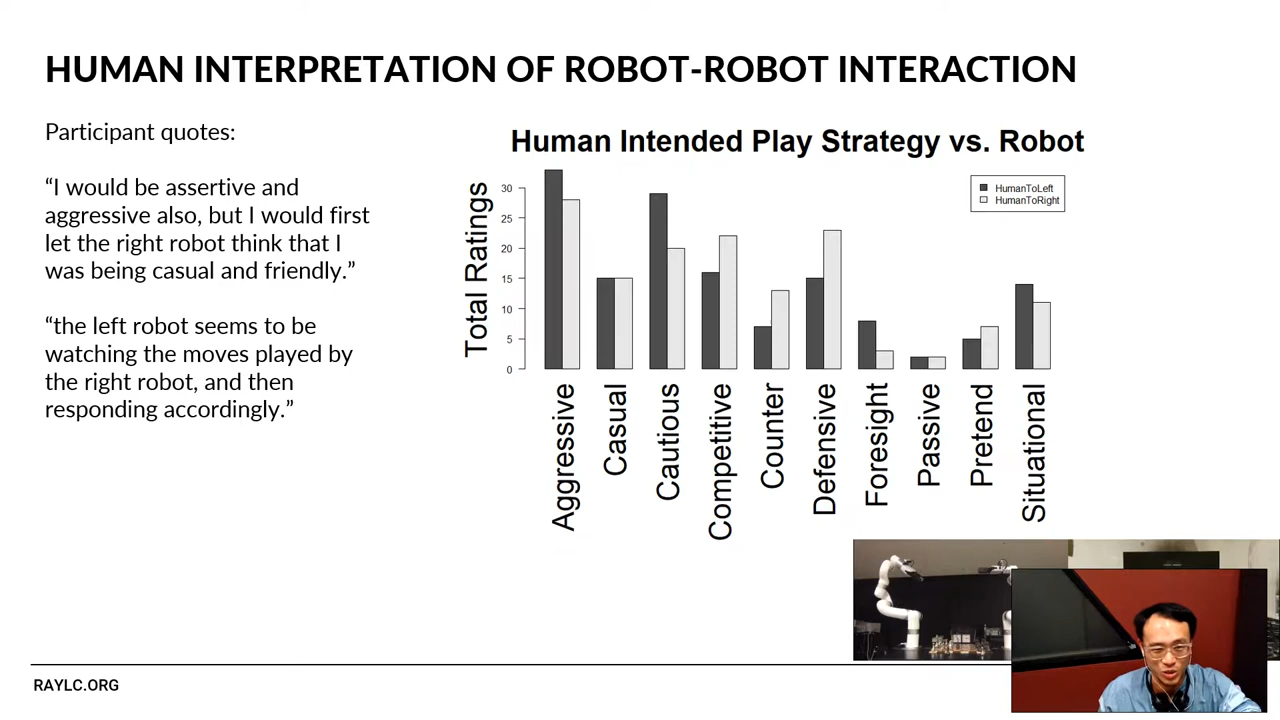 HUMAN INTERPRETATION OF ROBOT-ROBOT INTERACTION
Participant quotes:
“I would be assertive and
aggressive also, but I would first
let the right robot think that I
was being casual and friendly.”
“the left robot seems to be
watching the moves played by
the right robot, and then
responding accordingly.”
Human Intended Play Strategy vs. Robot
Total Ratings
30
25
20
15
10
5
0
HumanToLeft
HumanToRight
Aggressive
Casual
Cautious
Competitive
Counter
Defensive
Foresight
Passive
Pretend
Situational
RAYLC.ORG